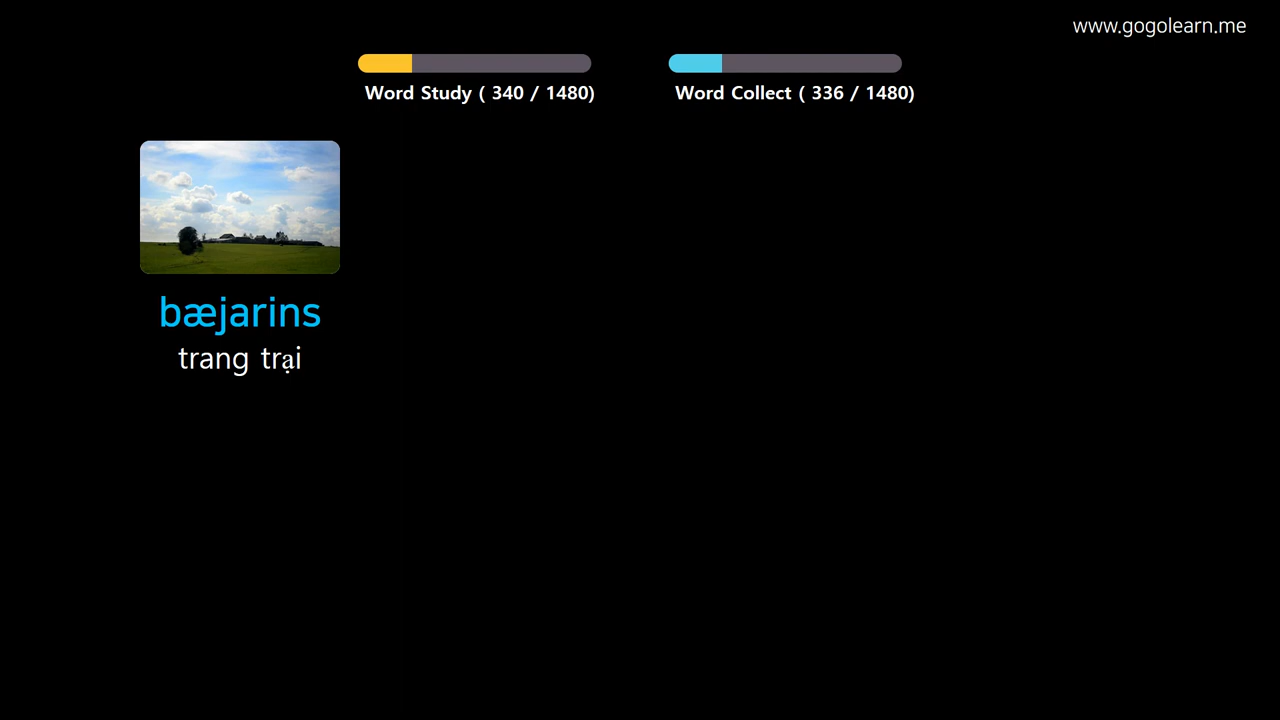 www.gogolearn.me
Word Study ( 340 / 1480)
Word Collect ( 336 / 1480)
bæjarins
trang trại